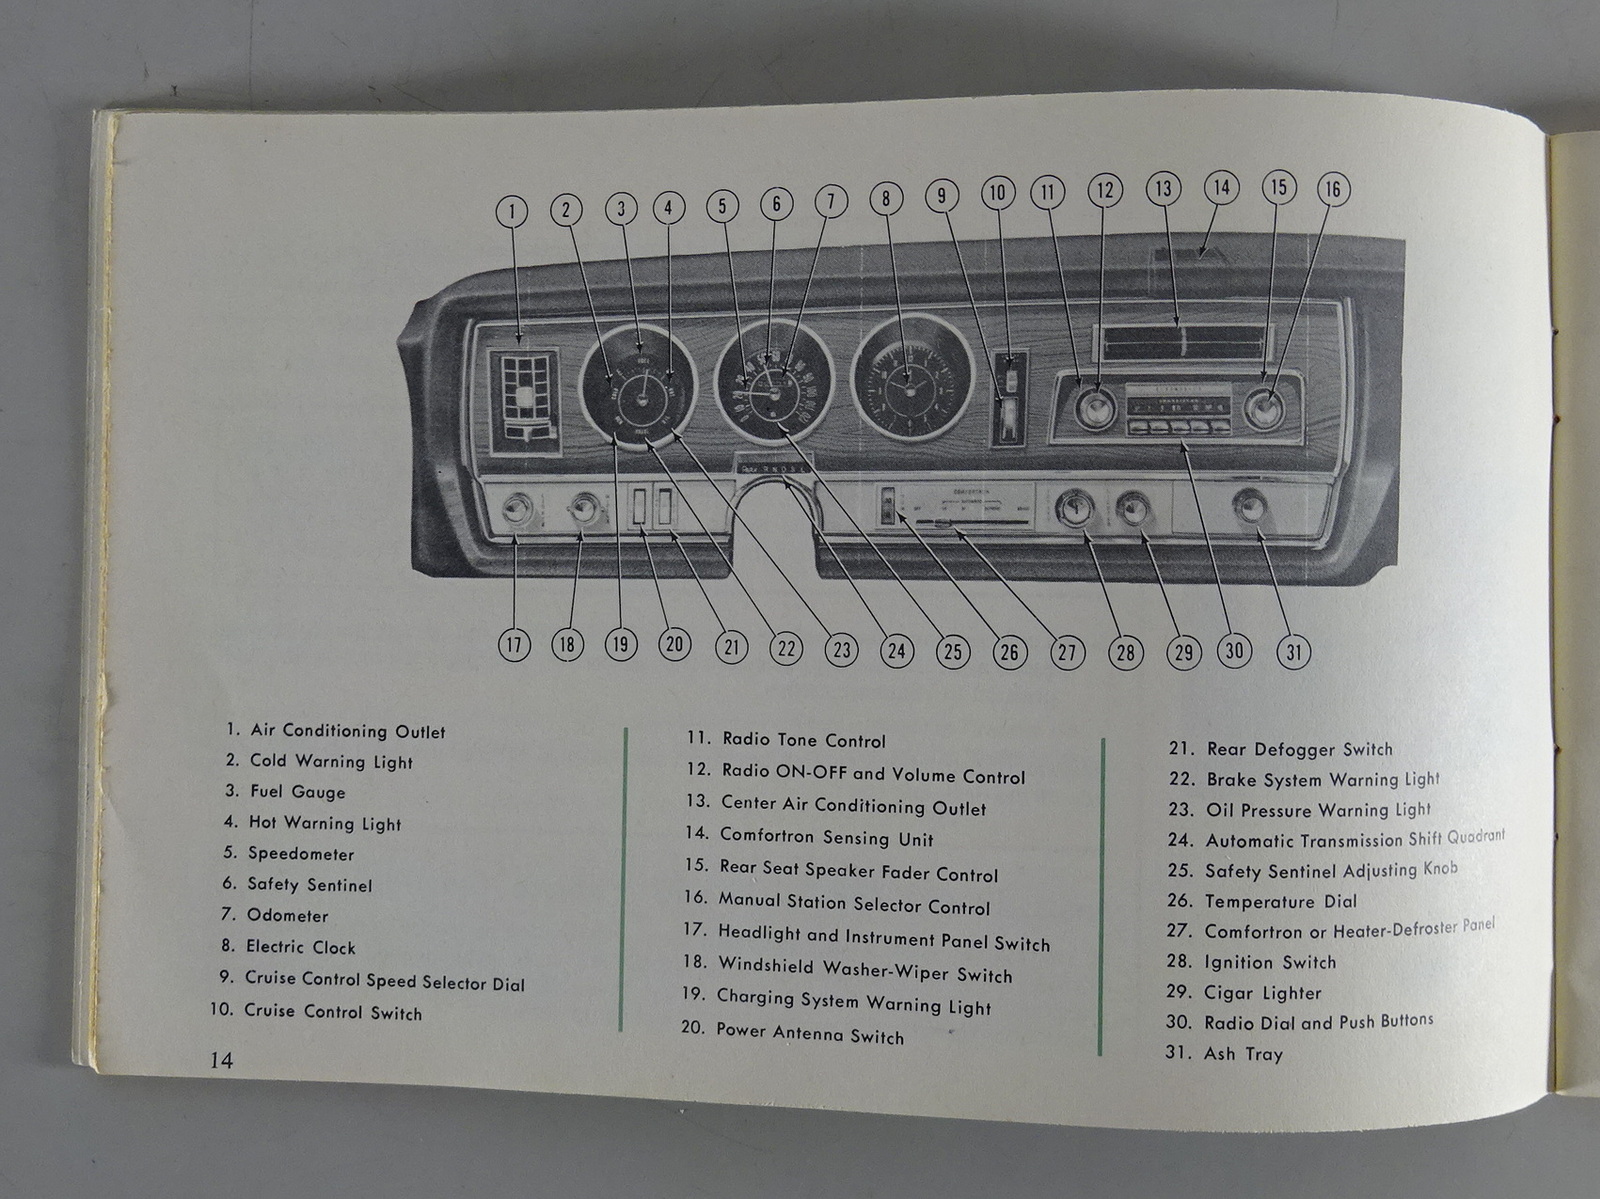 1 2 3 4 5 6 7 8 9 10 11 12 13 14 15 16
17 18 19 20 21 22 23 24 25 26 27 28 29 30 31
1. Air Conditioning Outlet
2. Cold Warning Light
3. Fuel Gauge
4. Hot Warning Light
5. Speedometer
6. Safety Sentinel
7. Odometer
8. Electric Clock
9. Cruise Control Speed Selector Dial
10. Cruise Control Switch
11. Radio Tone Control
12. Radio ON-OFF and Volume Control
13. Center Air Conditioning Outlet
14. Comfortron Sensing Unit
15. Rear Seat Speaker Fader Control
16. Manual Station Selector Control
17. Headlight and Instrument Panel Switch
18. Windshield Washer-Wiper Switch
19. Charging System Warning Light
20. Power Antenna Switch
21. Rear Defogger Switch
22. Brake System Warning Light
23. Oil Pressure Warning Light
24. Automatic Transmission Shift Quadrant
25. Safety Sentinel Adjusting Knob
26. Temperature Dial
27. Comfortron or Heater-Defroster Panel
28. Ignition Switch
29. Cigar Lighter
30. Radio Dial and Push Buttons
31. Ash Tray
14